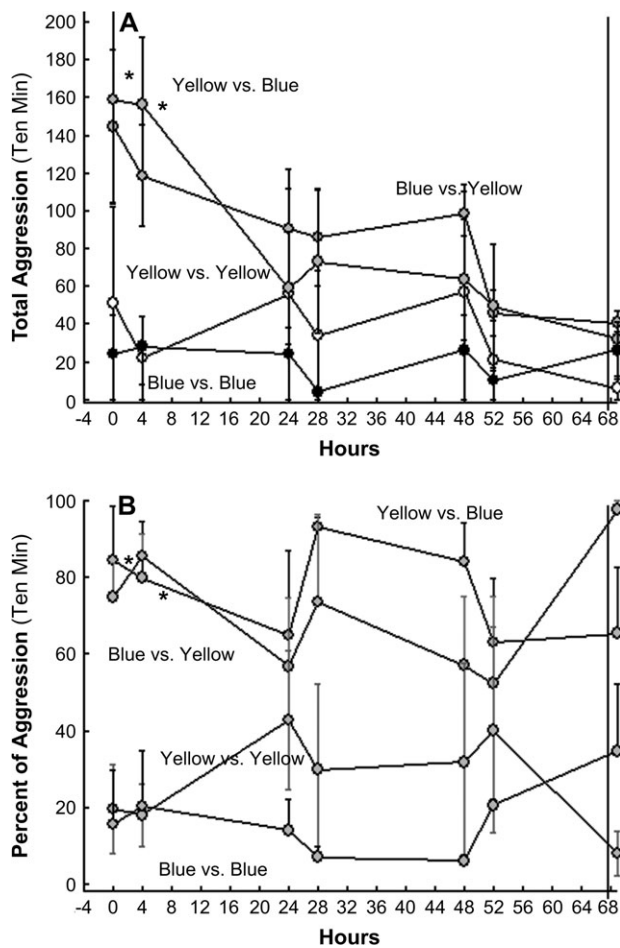 A
200
180
160
140
120
100
80
60
40
20
0
Total Aggression (Ten Min)
*
*
Yellow vs. Blue
Blue vs. Yellow
Yellow vs. Yellow
Blue vs. Blue
-4 0 4 8 12 16 20 24 28 32 36 40 44 48 52 56 60 64 68
Hours
B
100
80
60
40
20
0
Percent of Aggression (Ten Min)
Yellow vs. Blue
*
*
Blue vs. Yellow
Yellow vs. Yellow
Blue vs. Blue
-4 0 4 8 12 16 20 24 28 32 36 40 44 48 52 56 60 64 68
Hours